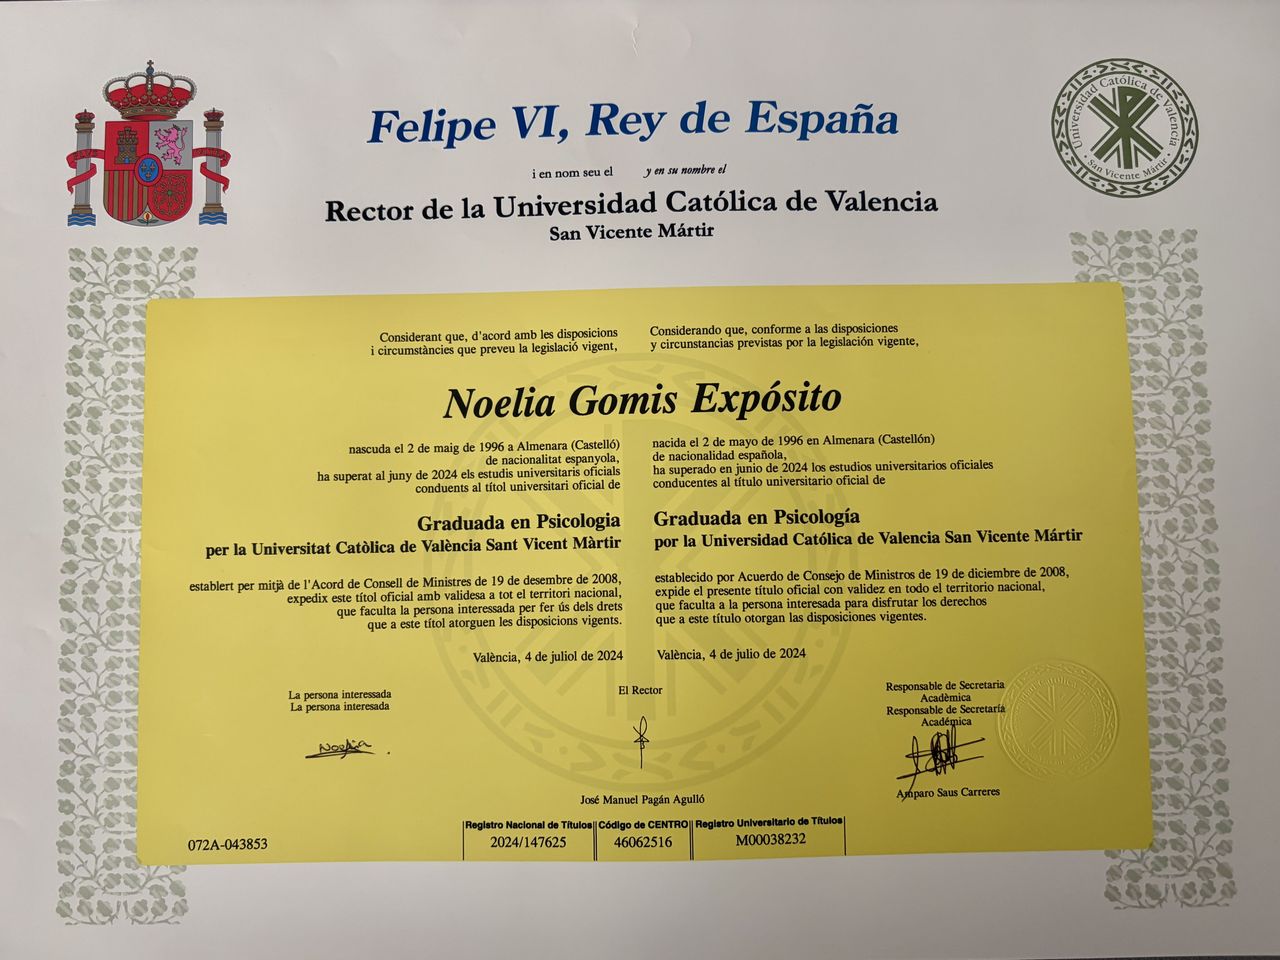 Felipe VI, Rey de España
i en nom seu el y en su nombre el
Rector de la Universidad Católica de Valencia
San Vicente Mártir
Universidad Católica de Valencia
· San Vicente Mártir ·
Considerant que, d'acord amb les disposicions
i circumstàncies que preveu la legislació vigent,
Considerando que, conforme a las disposiciones
y circunstancias previstas por la legislación vigente,
Noelia Gomis Expósito
nascuda el 2 de maig de 1996 a Almenara (Castelló)
de nacionalitat espanyola,
ha superat al juny de 2024 els estudis universitaris oficials
conduents al títol universitari oficial de
nacida el 2 de mayo de 1996 en Almenara (Castellón)
de nacionalidad española,
ha superado en junio de 2024 los estudios universitarios oficiales
conducentes al título universitario oficial de
Graduada en Psicologia
per la Universitat Catòlica de València Sant Vicent Màrtir
Graduada en Psicología
por la Universidad Católica de Valencia San Vicente Mártir
establert per mitjà de l'Acord de Consell de Ministres de 19 de desembre de 2008,
expedix este títol oficial amb validesa a tot el territori nacional,
que faculta la persona interessada per fer ús dels drets
que a este títol atorguen les disposicions vigents.
establecido por Acuerdo de Consejo de Ministros de 19 de diciembre de 2008,
expide el presente título oficial con validez en todo el territorio nacional,
que faculta a la persona interesada para disfrutar los derechos
que a este título otorgan las disposiciones vigentes.
València, 4 de juliol de 2024
València, 4 de julio de 2024
La persona interessada
La persona interesada
Noelia
El Rector
José Manuel Pagán Agulló
Responsable de Secretaria
Acadèmica
Responsable de Secretaría
Académica
Amparo Saus Carreres
072A-043853
Registro Nacional de Títulos
2024/147625
Código de CENTRO
46062516
Registro Universitario de Títulos
M00038232